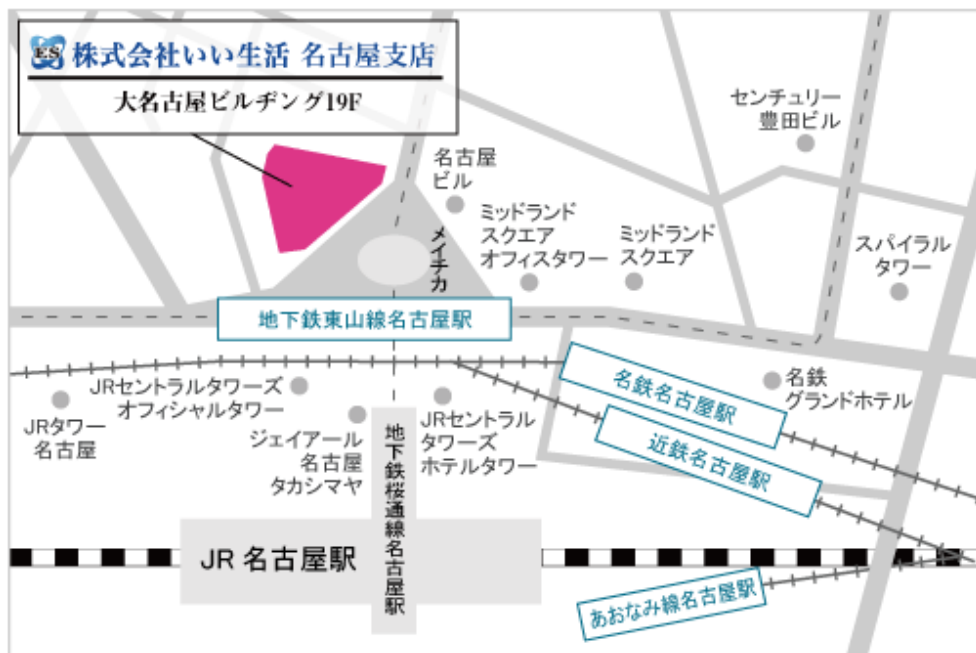 ES 株式会社いい生活 名古屋支店
大名古屋ビルヂング19F
センチュリー
豊田ビル
名古屋
ビル
ミッドランド
スクエア
オフィスタワー
ミッドランド
スクエア
スパイラル
タワー
メイチカ
地下鉄東山線名古屋駅
名鉄名古屋駅
名鉄
グランドホテル
近鉄名古屋駅
JRタワー
名古屋
JRセントラルタワーズ
オフィシャルタワー
ジェイアール
名古屋
タカシマヤ
地下鉄桜通線名古屋駅
JRセントラル
タワーズ
ホテルタワー
JR 名古屋駅
あおなみ線名古屋駅